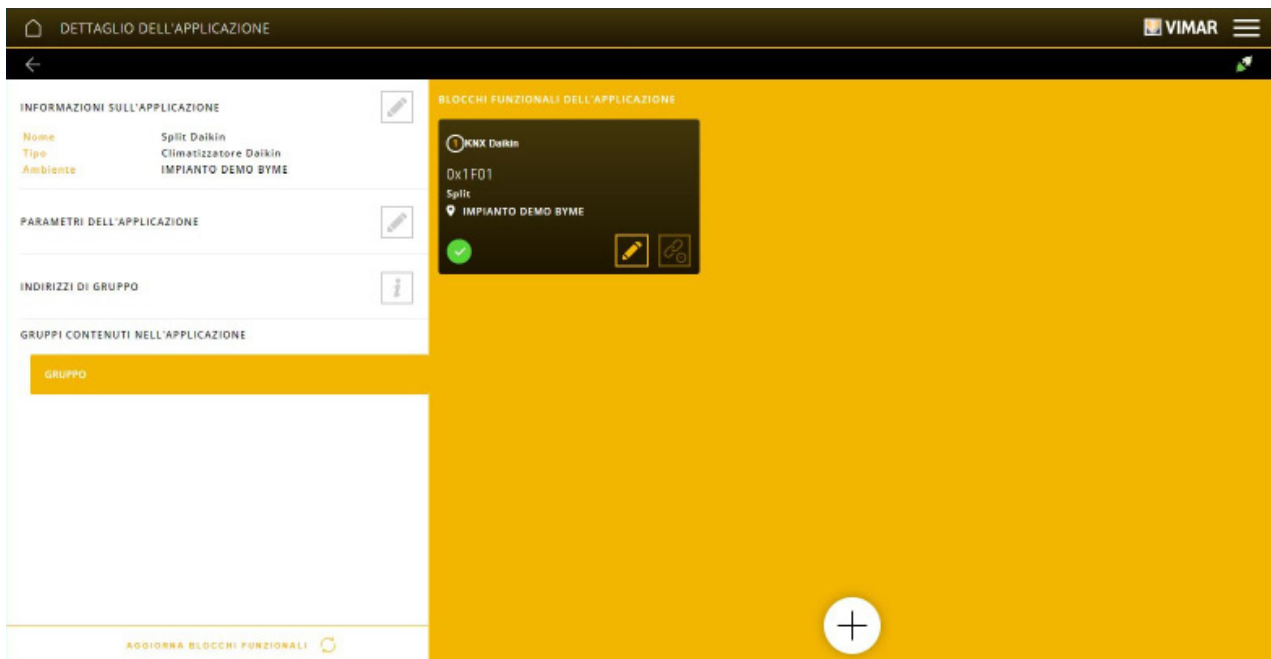 DETTAGLIO DELL'APPLICAZIONE
VIMAR
INFORMAZIONI SULL'APPLICAZIONE
Nome Split Daikin
Tipo Climatizzatore Daikin
Ambiente IMPIANTO DEMO BYME
PARAMETRI DELL'APPLICAZIONE
INDIRIZZI DI GRUPPO
GRUPPI CONTENUTI NELL'APPLICAZIONE
GRUPPO
AGGIORNA BLOCCHI FUNZIONALI
BLOCCHI FUNZIONALI DELL'APPLICAZIONE
1 KNX Daikin
0x1F01
Split
IMPIANTO DEMO BYME